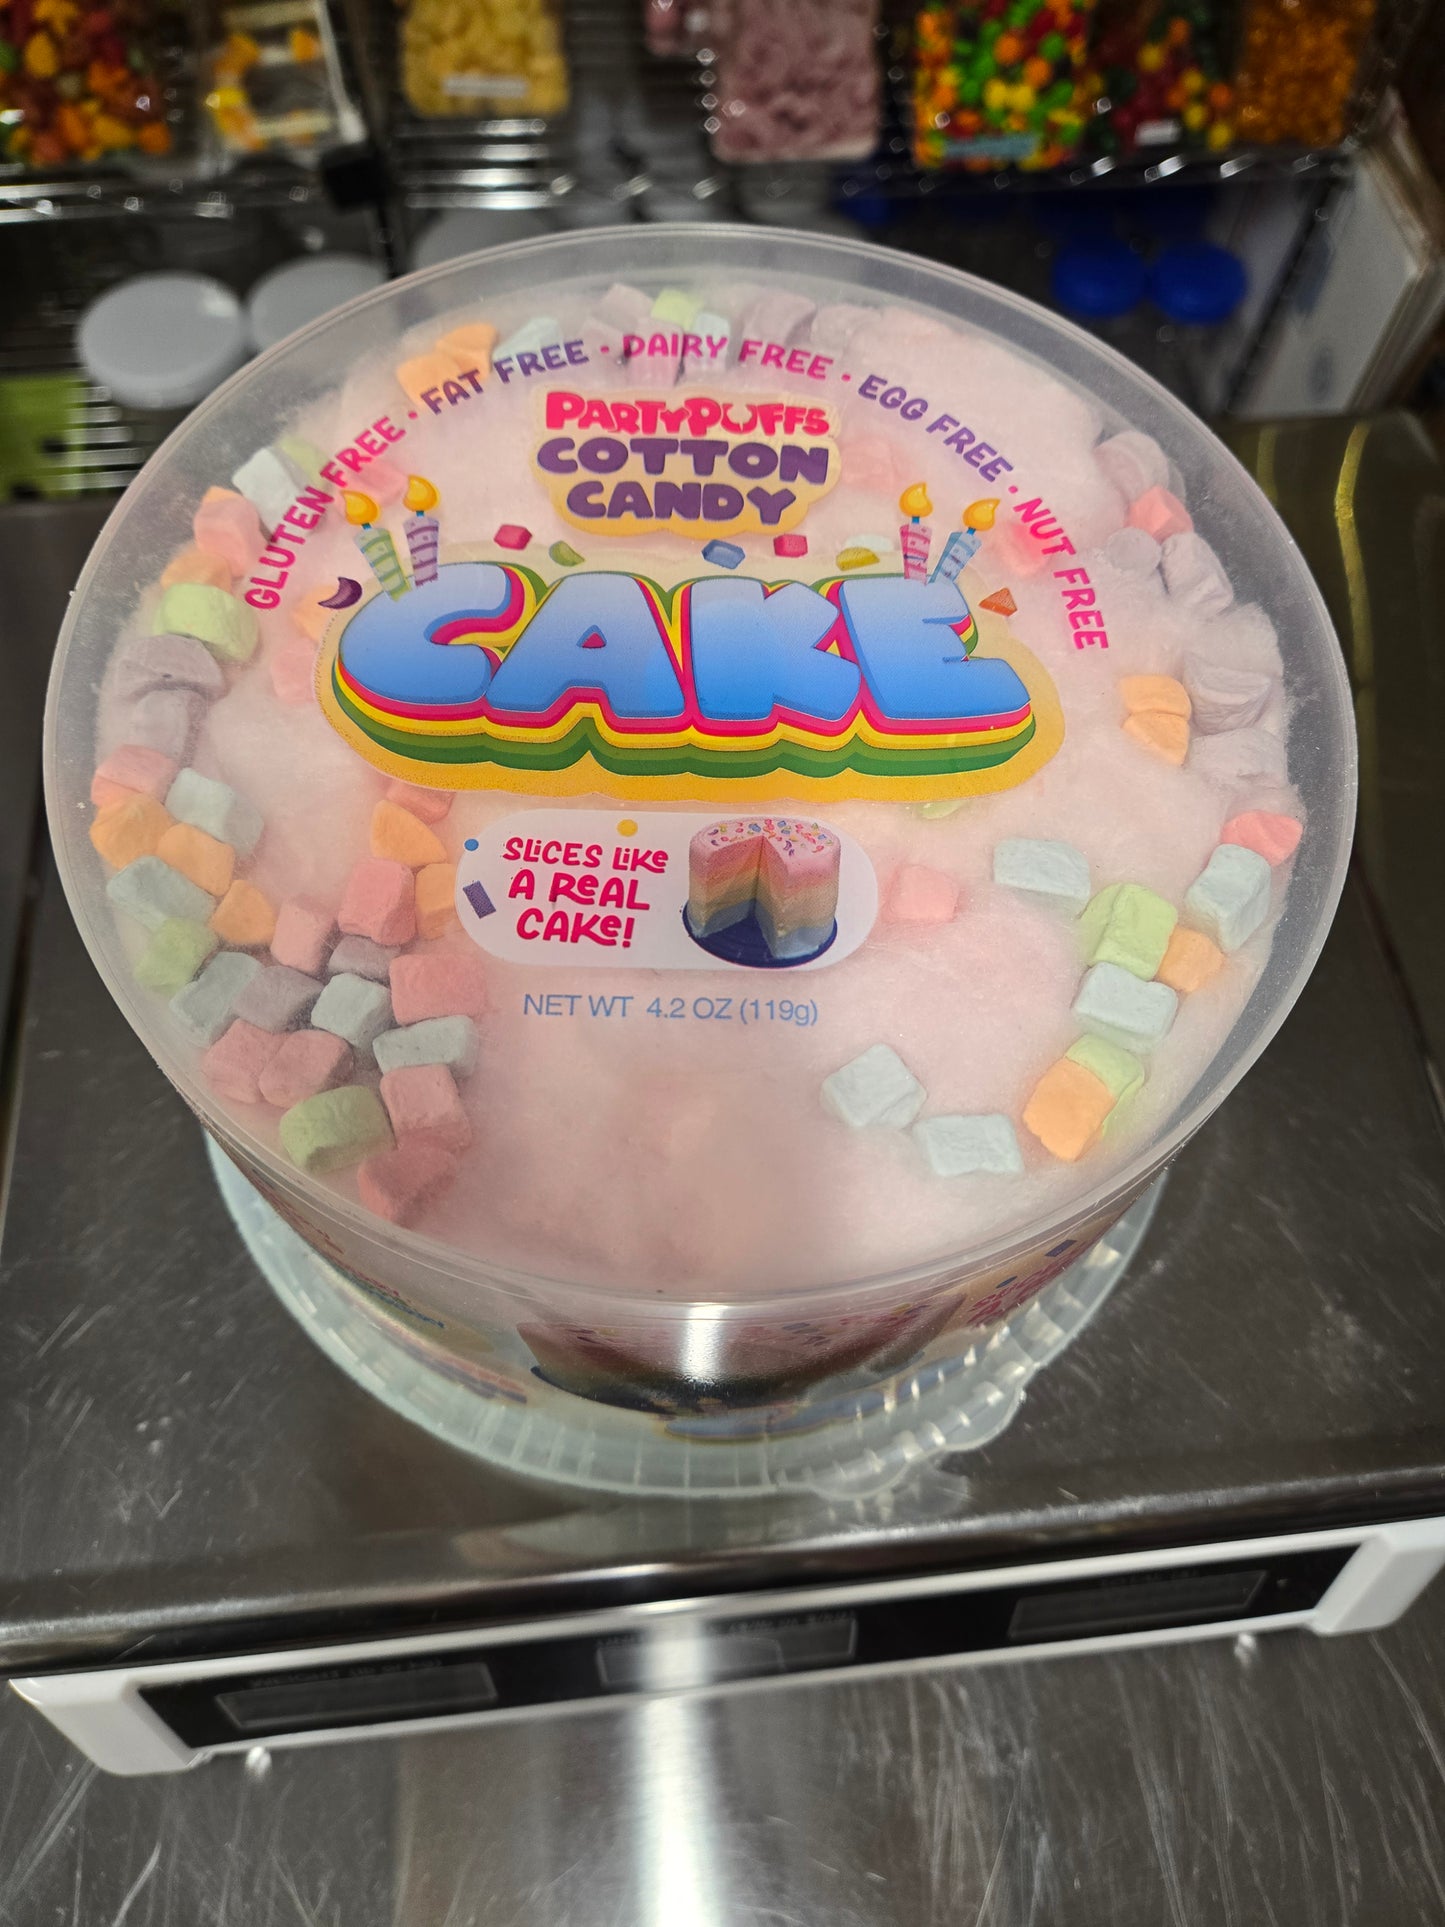 GLUTEN FREE · FAT FREE · DAIRY FREE · EGG FREE · NUT FREE
PARTYPUFFS
COTTON
CANDY
CAKE
SLiCES LiKe
A ReAL
CAKe!
NET WT 4.2 OZ (119g)